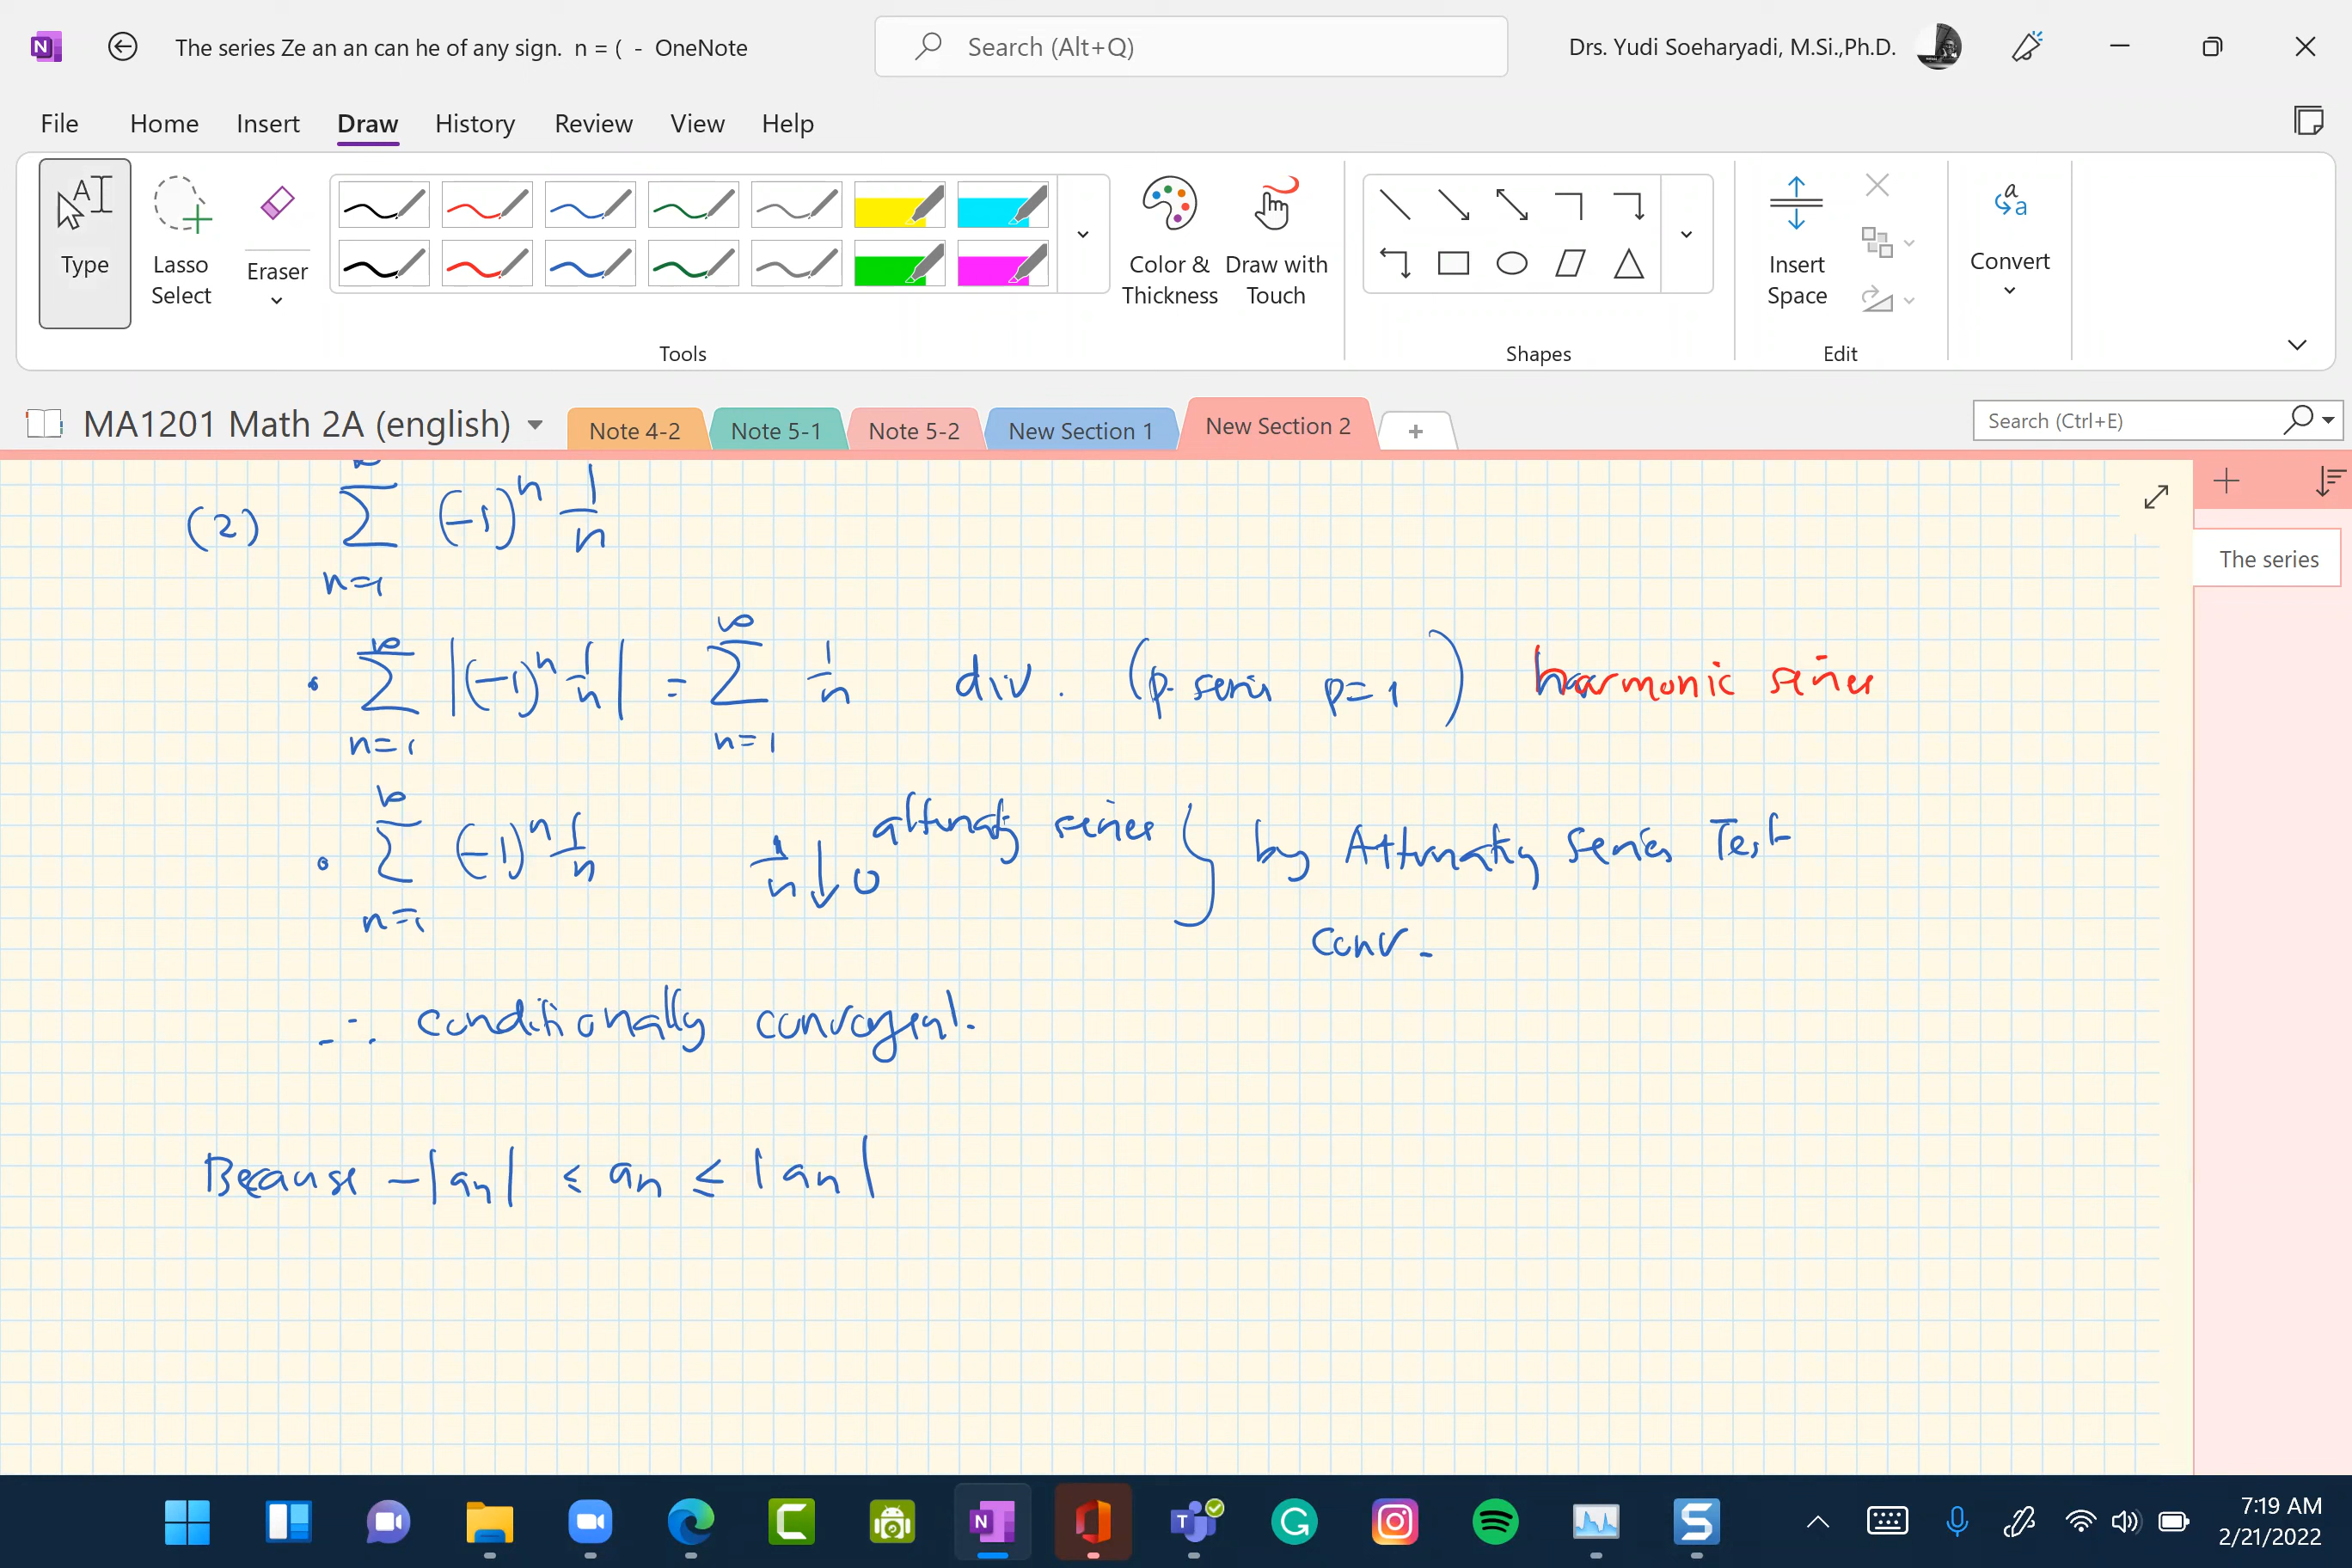 The series Ze an an can he of any sign. n = ( - OneNote
Search (Alt+Q)
Drs. Yudi Soeharyadi, M.Si.,Ph.D.
File Home Insert Draw History Review View Help
Type
Lasso Select
Eraser
Color & Thickness
Draw with Touch
Insert Space
Convert
Tools
Shapes
Edit
MA1201 Math 2A (english)
Note 4-2
Note 5-1
Note 5-2
New Section 1
New Section 2
Search (Ctrl+E)
The series
(2) ∑ n=1 ∞ (-1)^n 1/n
• ∑ n=1 ∞ |(-1)^n 1/n| = ∑ n=1 ∞ 1/n div. (p-series p=1) harmonic series
• ∑ n=1 ∞ (-1)^n 1/n 1/n ↓ 0 alternating series } by Alternating Series Test
conv.
∴ conditionally convergent.
Because -|an| ≤ an ≤ |an|
7:19 AM
2/21/2022